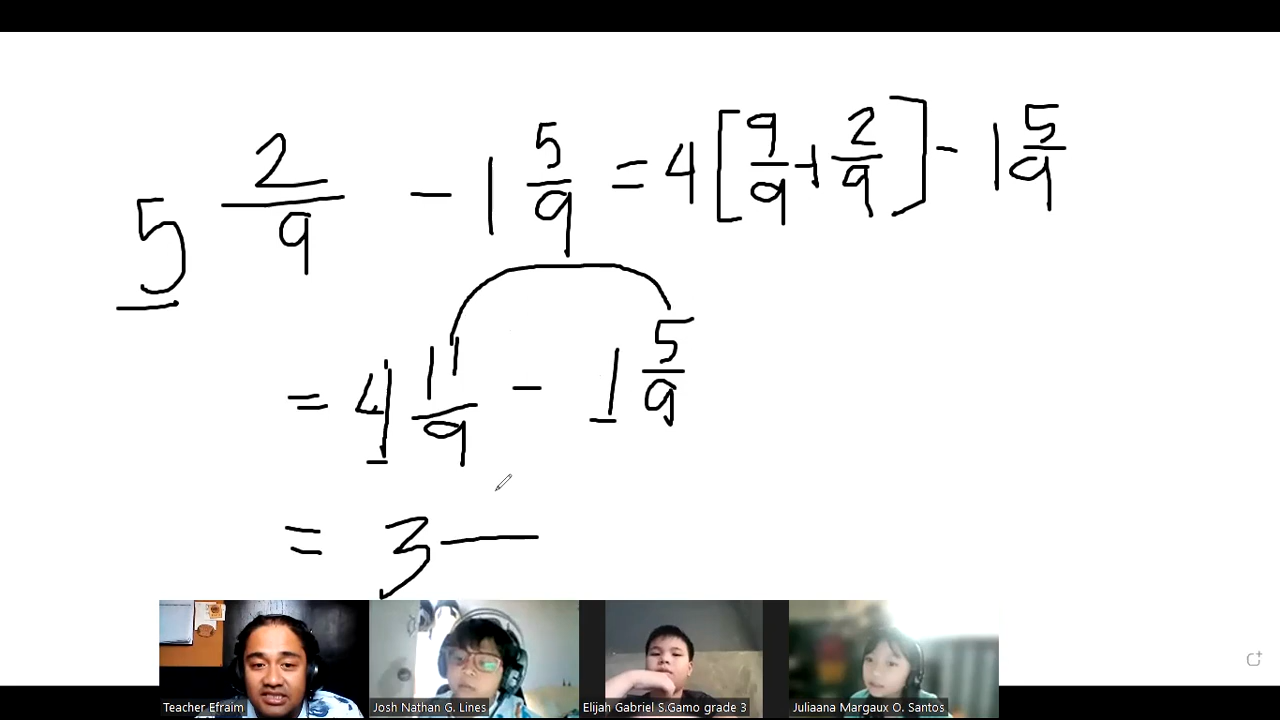 5 2/9 - 1 5/9 = 4 [9/9 + 2/9] - 1 5/9
= 4 11/9 - 1 5/9
= 3
Teacher Efraim
Josh Nathan G. Lines
Elijah Gabriel S.Gamo grade 3
Juliaana Margaux O. Santos